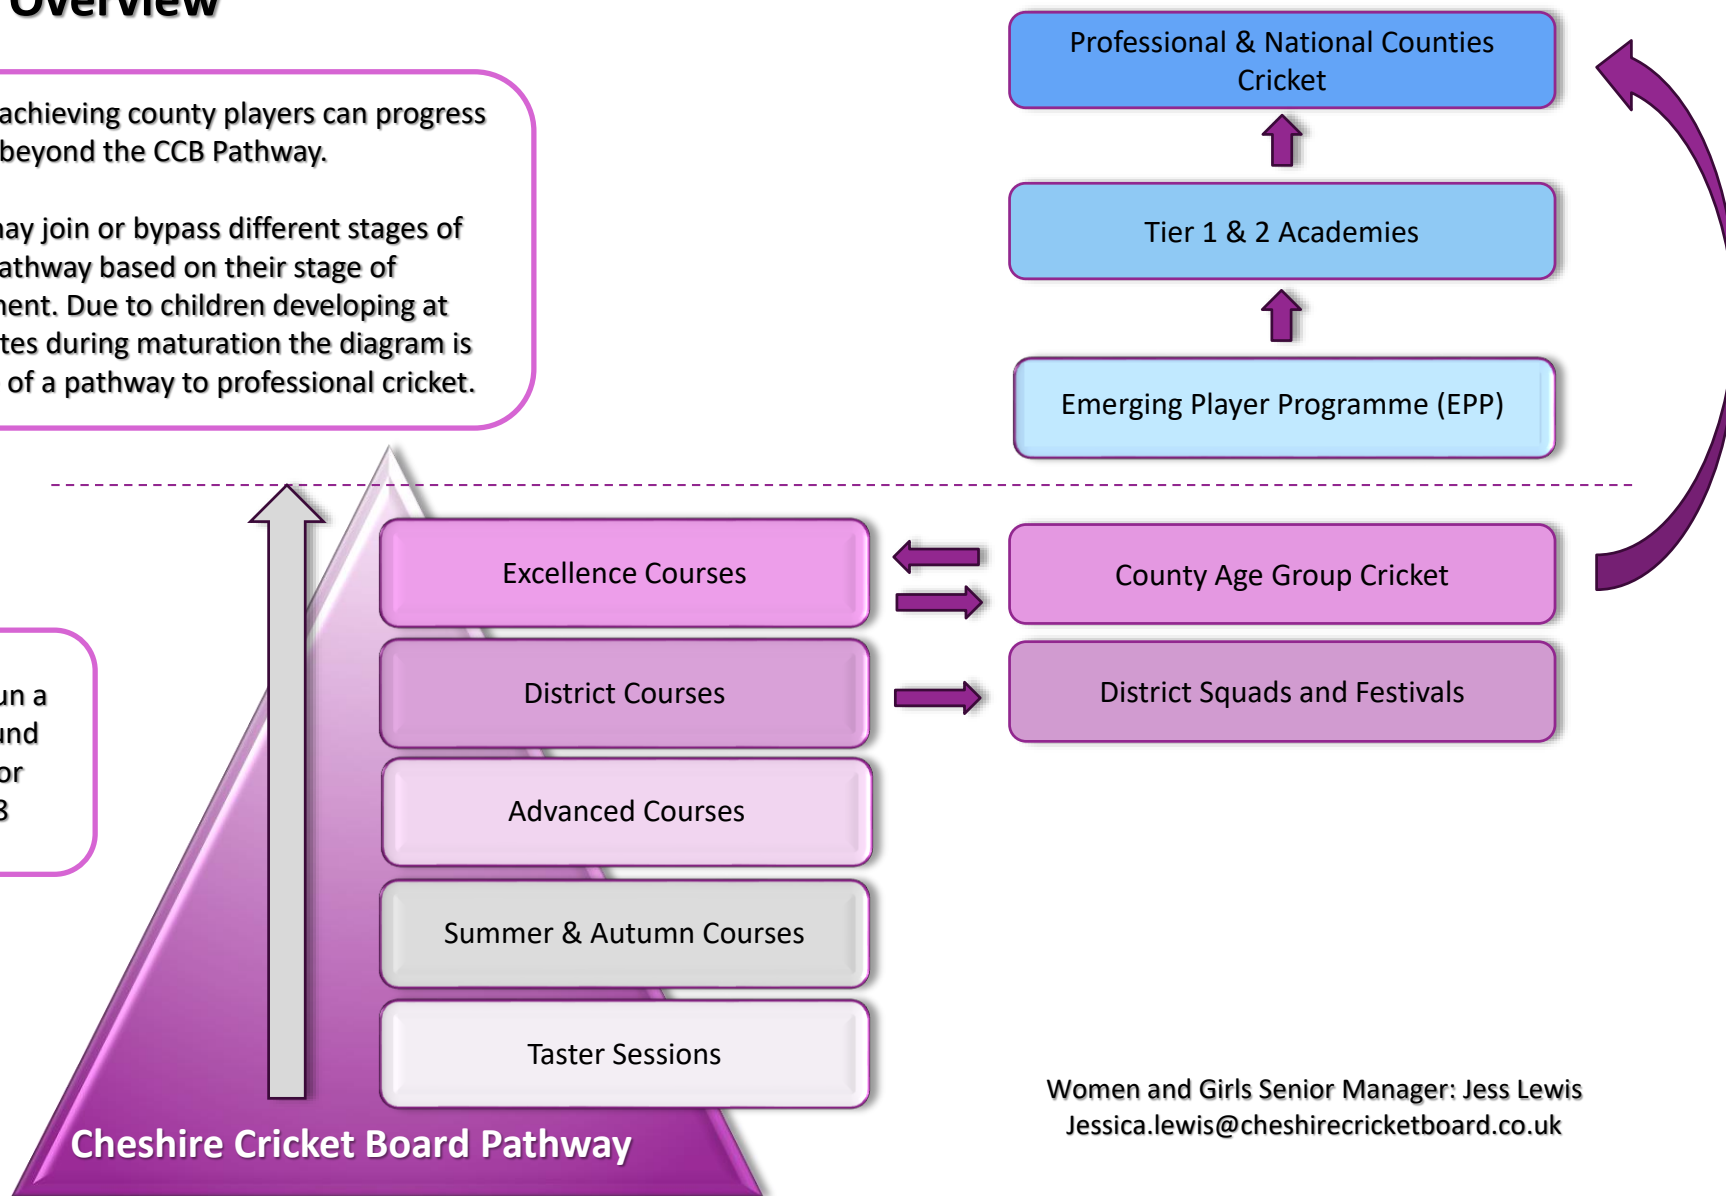 Overview
achieving county players can progress
beyond the CCB Pathway.
may join or bypass different stages of
pathway based on their stage of
ment. Due to children developing at
tes during maturation the diagram is
of a pathway to professional cricket.
un a
und
or
8
Professional & National Counties
Cricket
Tier 1 & 2 Academies
Emerging Player Programme (EPP)
Excellence Courses
County Age Group Cricket
District Courses
District Squads and Festivals
Advanced Courses
Summer & Autumn Courses
Taster Sessions
Cheshire Cricket Board Pathway
Women and Girls Senior Manager: Jess Lewis
Jessica.lewis@cheshirecricketboard.co.uk